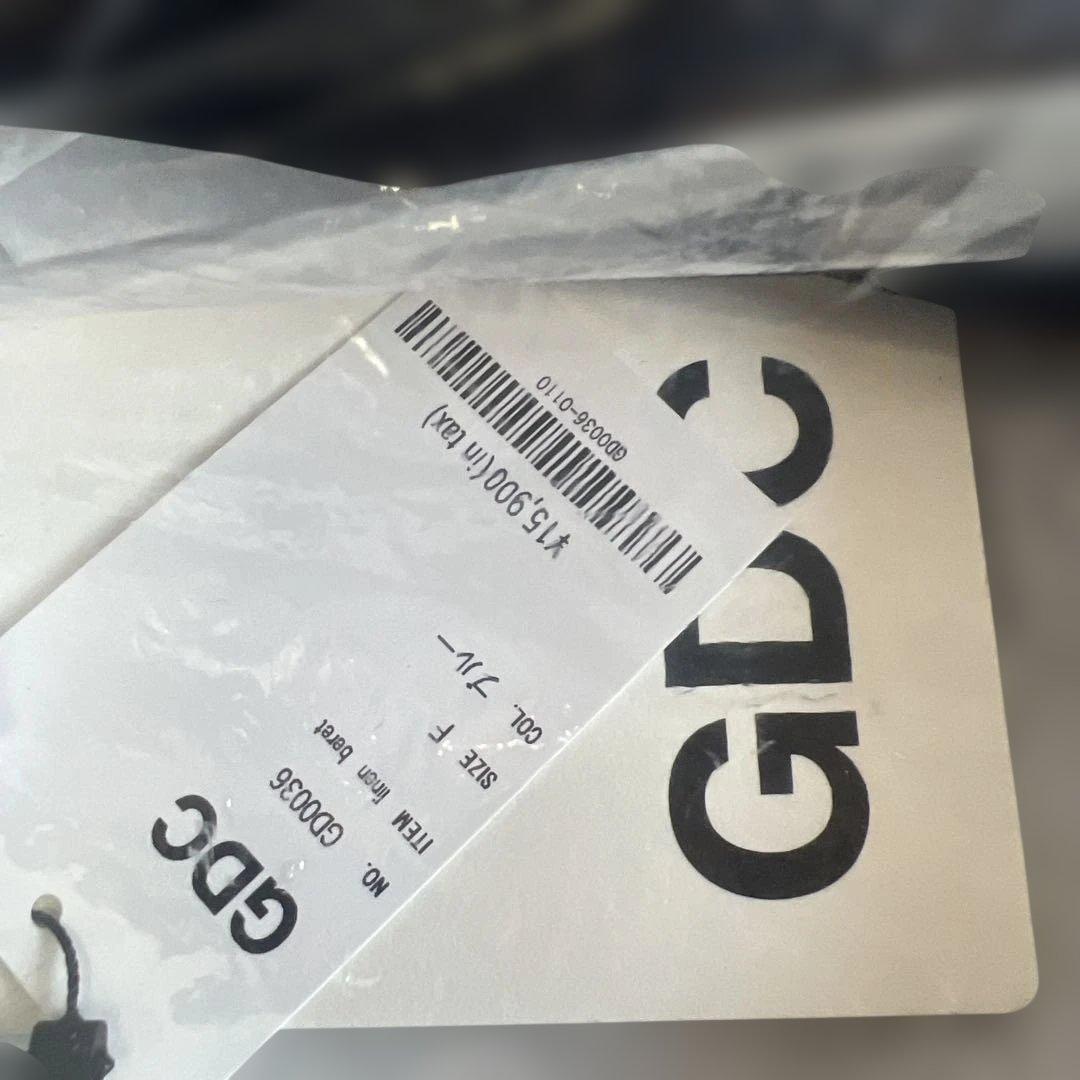 GDC
NO. GD0036
ITEM linen beret
SIZE F
COL. ブルー
¥15,900(in tax)
GD0036-0110
GDC